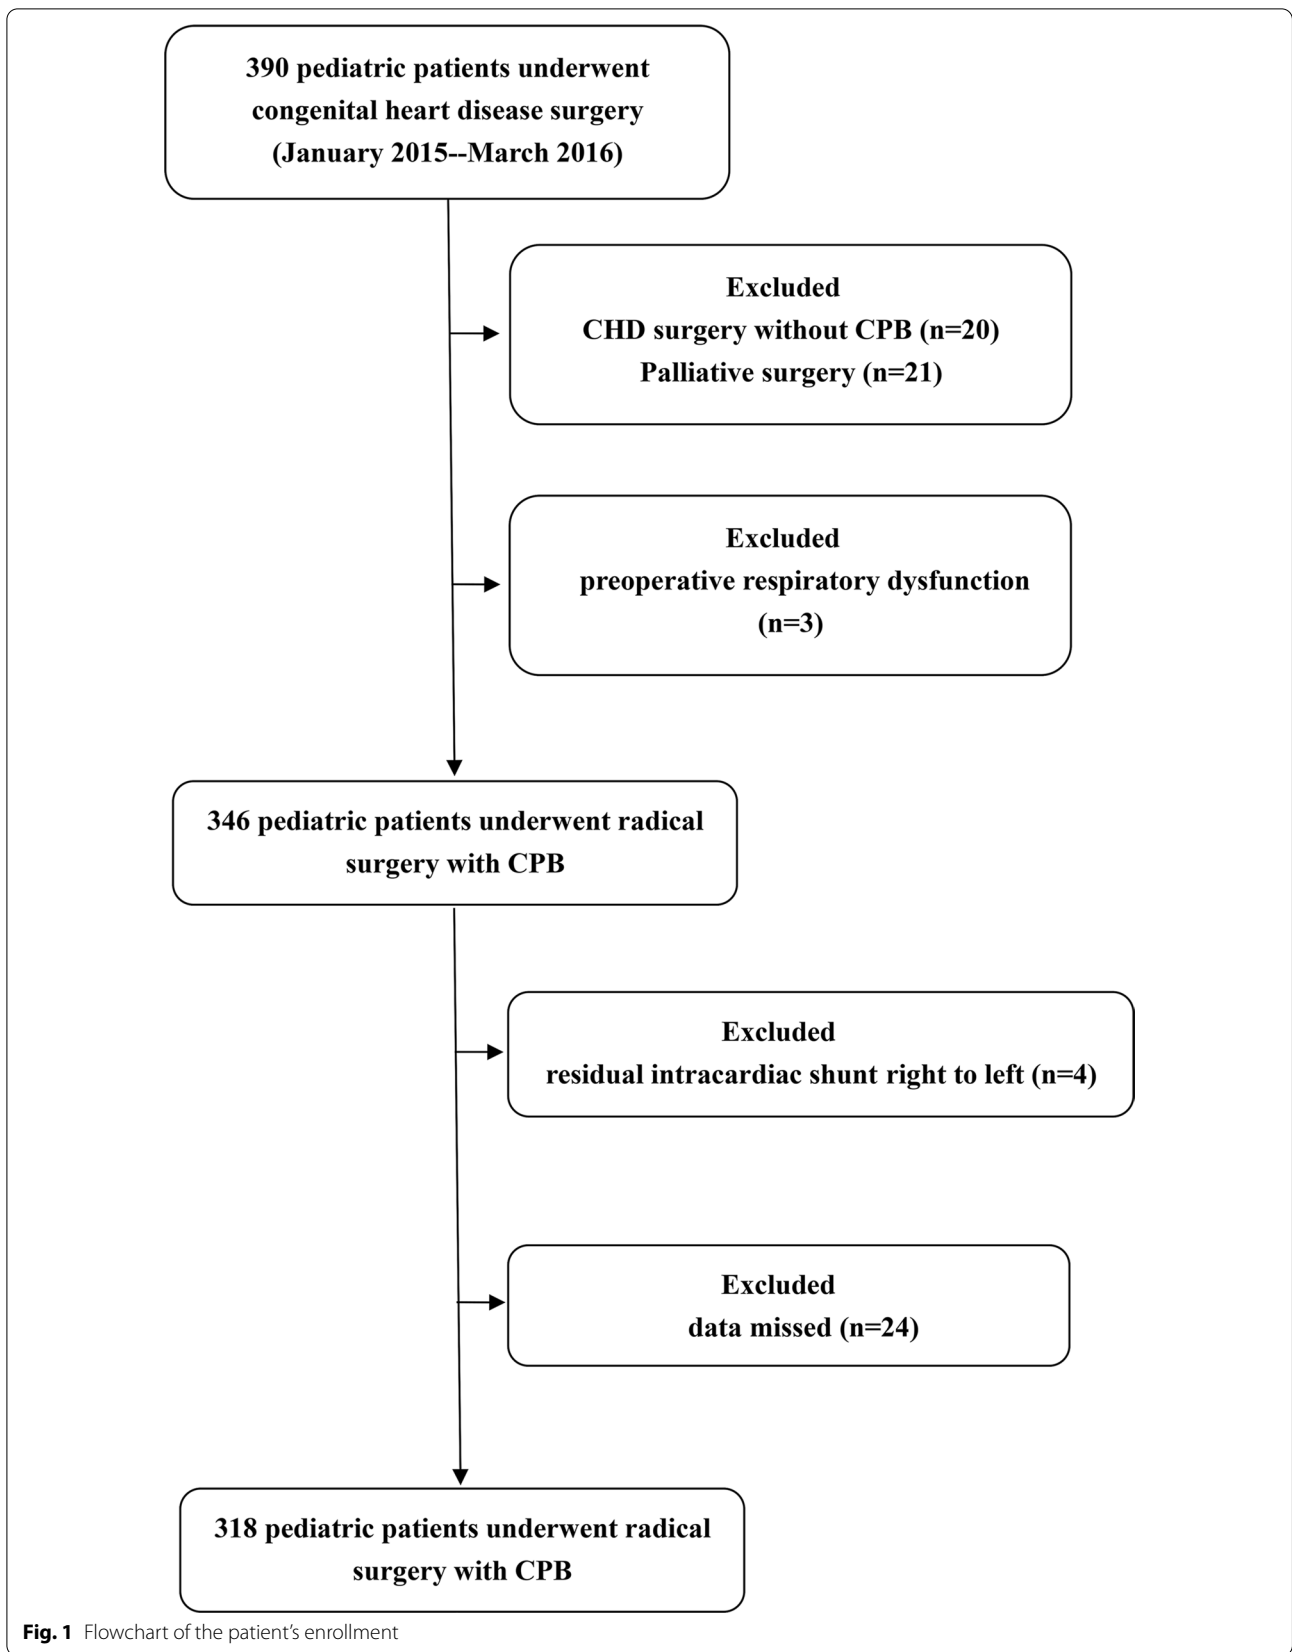 390 pediatric patients underwent
congenital heart disease surgery
(January 2015--March 2016)
Excluded
CHD surgery without CPB (n=20)
Palliative surgery (n=21)
Excluded
preoperative respiratory dysfunction
(n=3)
346 pediatric patients underwent radical
surgery with CPB
Excluded
residual intracardiac shunt right to left (n=4)
Excluded
data missed (n=24)
318 pediatric patients underwent radical
surgery with CPB
Fig. 1 Flowchart of the patient’s enrollment